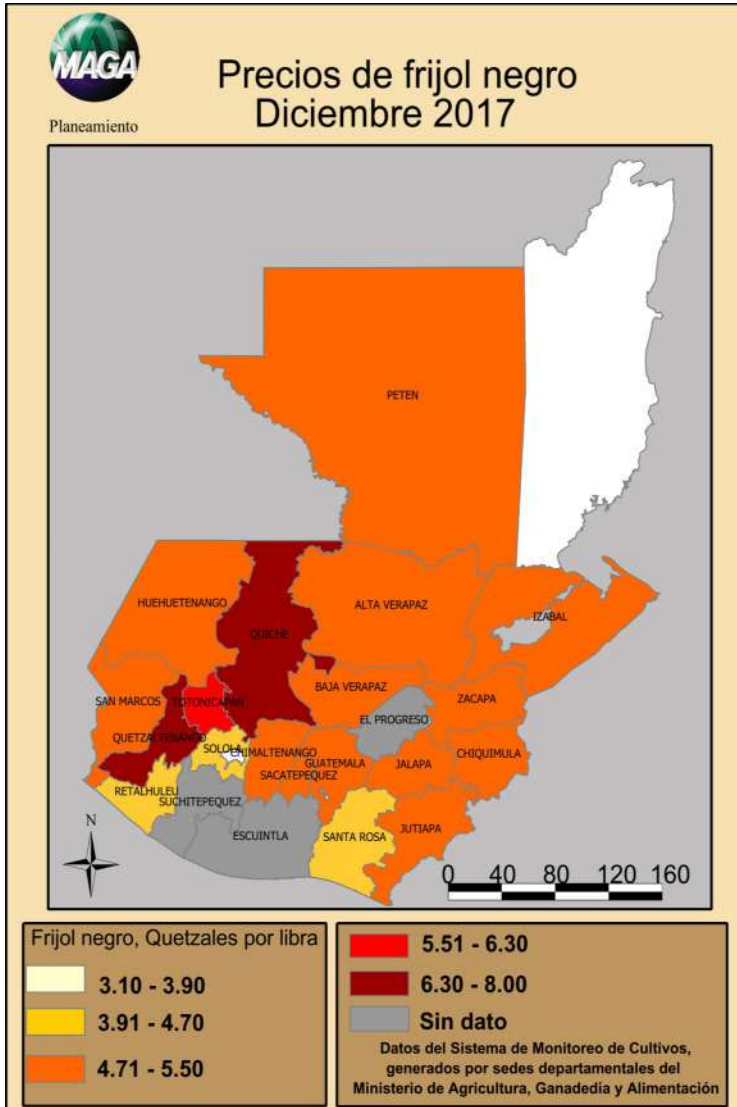 MAGA
Planeamiento
Precios de frijol negro
Diciembre 2017
PETEN
HUEHUETENANGO
QUICHE
ALTA VERAPAZ
IZABAL
SAN MARCOS
TOTONICAPAN
BAJA VERAPAZ
ZACAPA
EL PROGRESO
QUETZALTENANGO
SOLOLA
CHIMALTENANGO
GUATEMALA
CHIQUIMULA
SACATEPEQUEZ
JALAPA
RETALHULEU
SUCHITEPEQUEZ
ESCUINTLA
SANTA ROSA
JUTIAPA
N
0 40 80 120 160
Frijol negro, Quetzales por libra
3.10 - 3.90
3.91 - 4.70
4.71 - 5.50
5.51 - 6.30
6.30 - 8.00
Sin dato
Datos del Sistema de Monitoreo de Cultivos,
generados por sedes departamentales del
Ministerio de Agricultura, Ganadedia y Alimentación